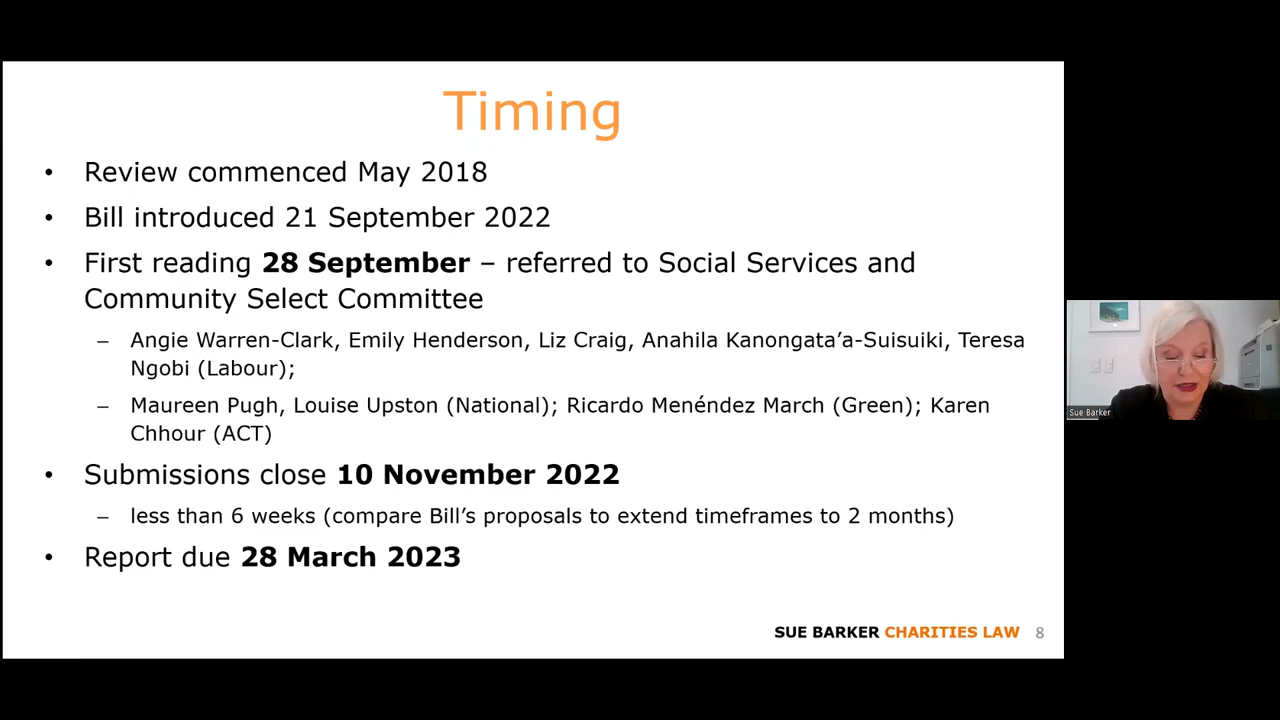 Timing
• Review commenced May 2018
• Bill introduced 21 September 2022
• First reading 28 September – referred to Social Services and
Community Select Committee
– Angie Warren-Clark, Emily Henderson, Liz Craig, Anahila Kanongata’a-Suisuiki, Teresa
Ngobi (Labour);
– Maureen Pugh, Louise Upston (National); Ricardo Menéndez March (Green); Karen
Chhour (ACT)
• Submissions close 10 November 2022
– less than 6 weeks (compare Bill’s proposals to extend timeframes to 2 months)
• Report due 28 March 2023
SUE BARKER CHARITIES LAW 8
Sue Barker